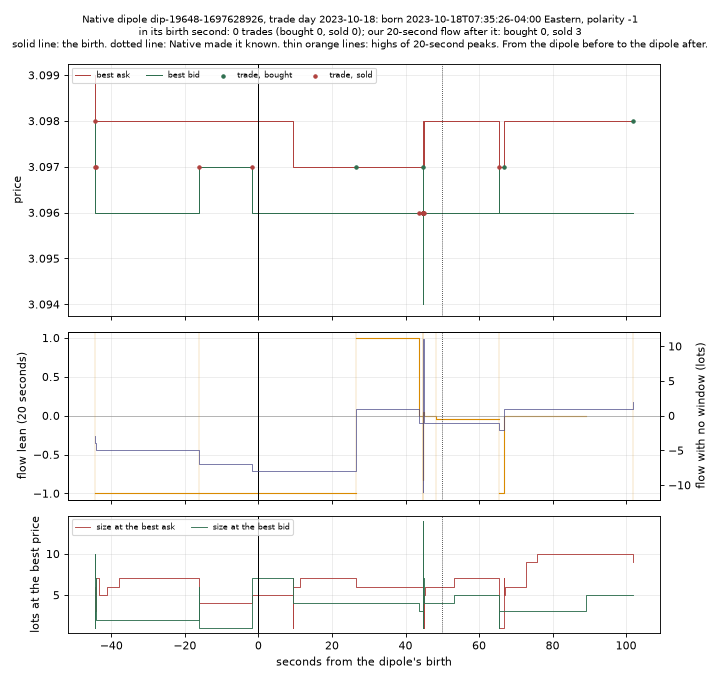 Native dipole dip-19648-1697628926, trade day 2023-10-18: born 2023-10-18T07:35:26-04:00 Eastern, polarity -1
in its birth second: 0 trades (bought 0, sold 0); our 20-second flow after it: bought 0, sold 3
solid line: the birth. dotted line: Native made it known. thin orange lines: highs of 20-second peaks. From the dipole before to the dipole after.
best ask best bid trade, bought trade, sold
3.099
3.098
3.097
3.096
3.095
3.094
price
1.0
0.5
0.0
−0.5
−1.0
flow lean (20 seconds)
10
5
0
−5
−10
flow with no window (lots)
size at the best ask size at the best bid
10
5
lots at the best price
−40 −20 0 20 40 60 80 100
seconds from the dipole's birth